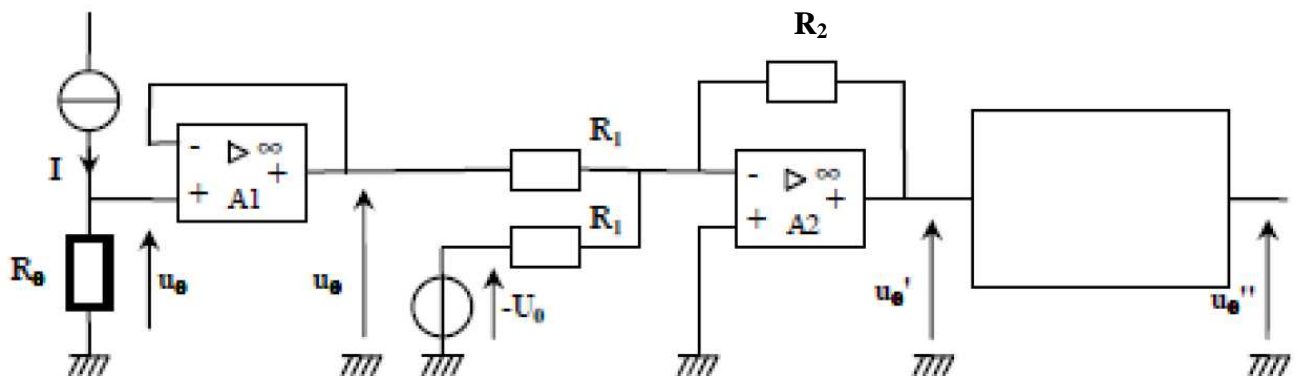 R₂
R₁
I
- ▷ ∞
+ +
A1
- ▷ ∞
+ +
A2
R₁
Rθ
uθ
uθ
-U₀
uθ'
uθ''